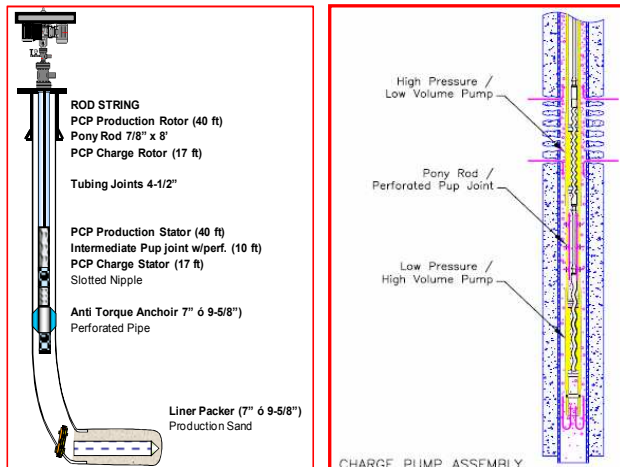 ROD STRING
PCP Production Rotor (40 ft)
Pony Rod 7/8" x 8'
PCP Charge Rotor (17 ft)
Tubing Joints 4-1/2"
PCP Production Stator (40 ft)
Intermediate Pup joint w/perf. (10 ft)
PCP Charge Stator (17 ft)
Slotted Nipple
Anti Torque Anchoir 7" ó 9-5/8")
Perforated Pipe
Liner Packer (7" ó 9-5/8")
Production Sand
High Pressure /
Low Volume Pump
Pony Rod /
Perforated Pup Joint
Low Pressure /
High Volume Pump
CHARGE PUMP ASSEMBLY